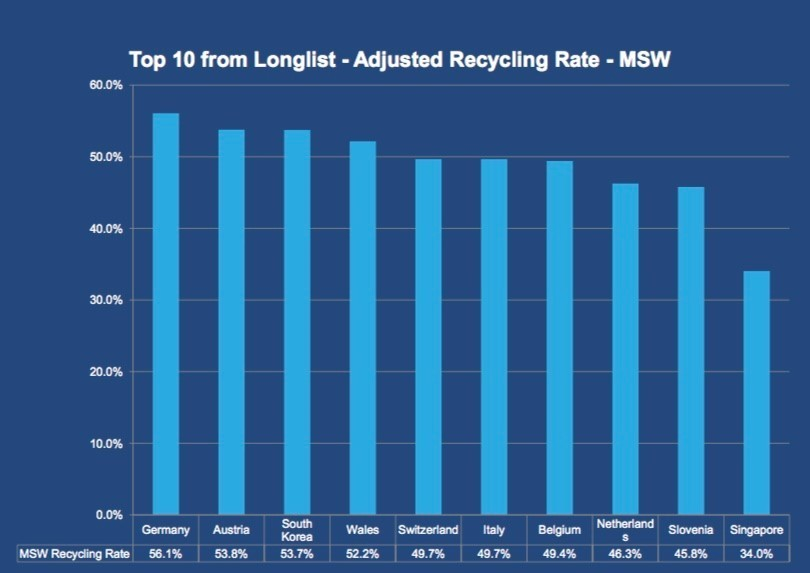 Top 10 from Longlist - Adjusted Recycling Rate - MSW
60.0%
50.0%
40.0%
30.0%
20.0%
10.0%
0.0%
Germany
Austria
South
Korea
Wales
Switzerland
Italy
Belgium
Netherland
s
Slovenia
Singapore
MSW Recycling Rate 56.1% 53.8% 53.7% 52.2% 49.7% 49.7% 49.4% 46.3% 45.8% 34.0%